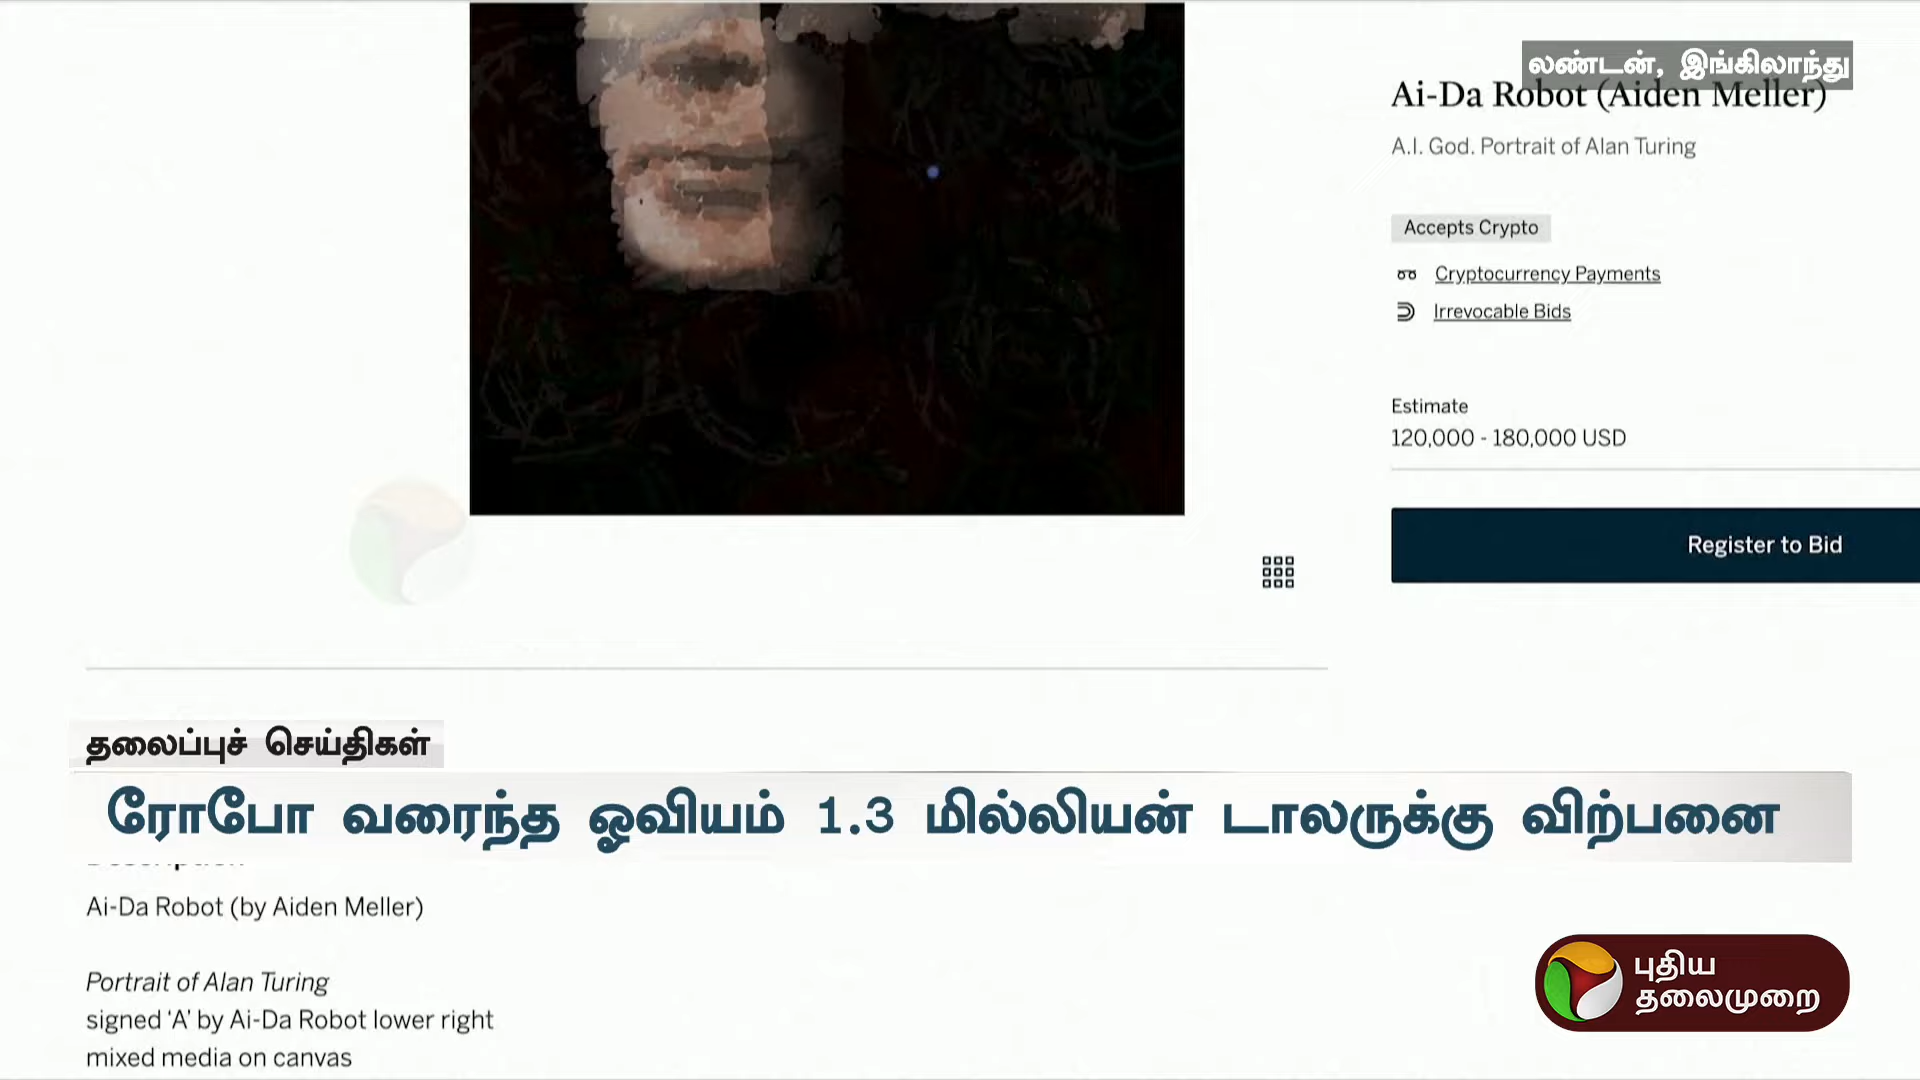 லண்டன், இங்கிலாந்து
Ai-Da Robot (Aiden Meller)
A.I. God. Portrait of Alan Turing
Accepts Crypto
Cryptocurrency Payments
Irrevocable Bids
Estimate
120,000 - 180,000 USD
Register to Bid
தலைப்புச் செய்திகள்
ரோபோ வரைந்த ஓவியம் 1.3 மில்லியன் டாலருக்கு விற்பனை
Ai-Da Robot (by Aiden Meller)
Portrait of Alan Turing
signed ‘A’ by Ai-Da Robot lower right
mixed media on canvas
புதிய
தலைமுறை